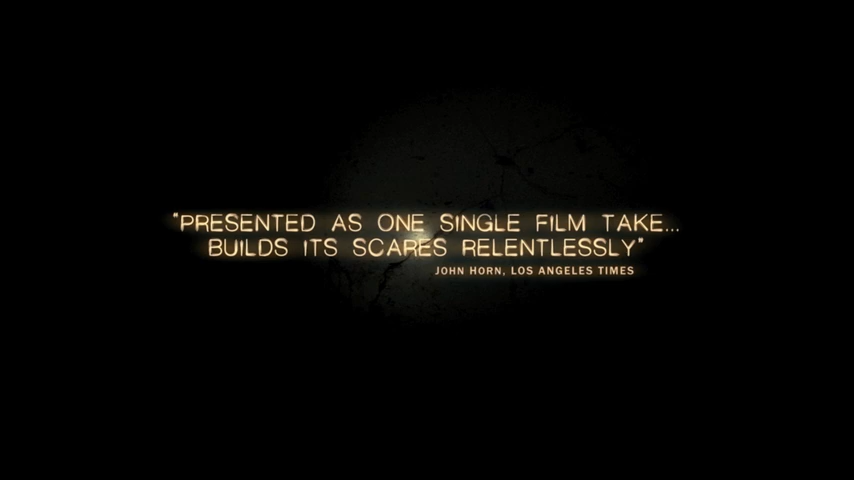 "PRESENTED AS ONE SINGLE FILM TAKE...
BUILDS ITS SCARES RELENTLESSLY"
JOHN HORN, LOS ANGELES TIMES